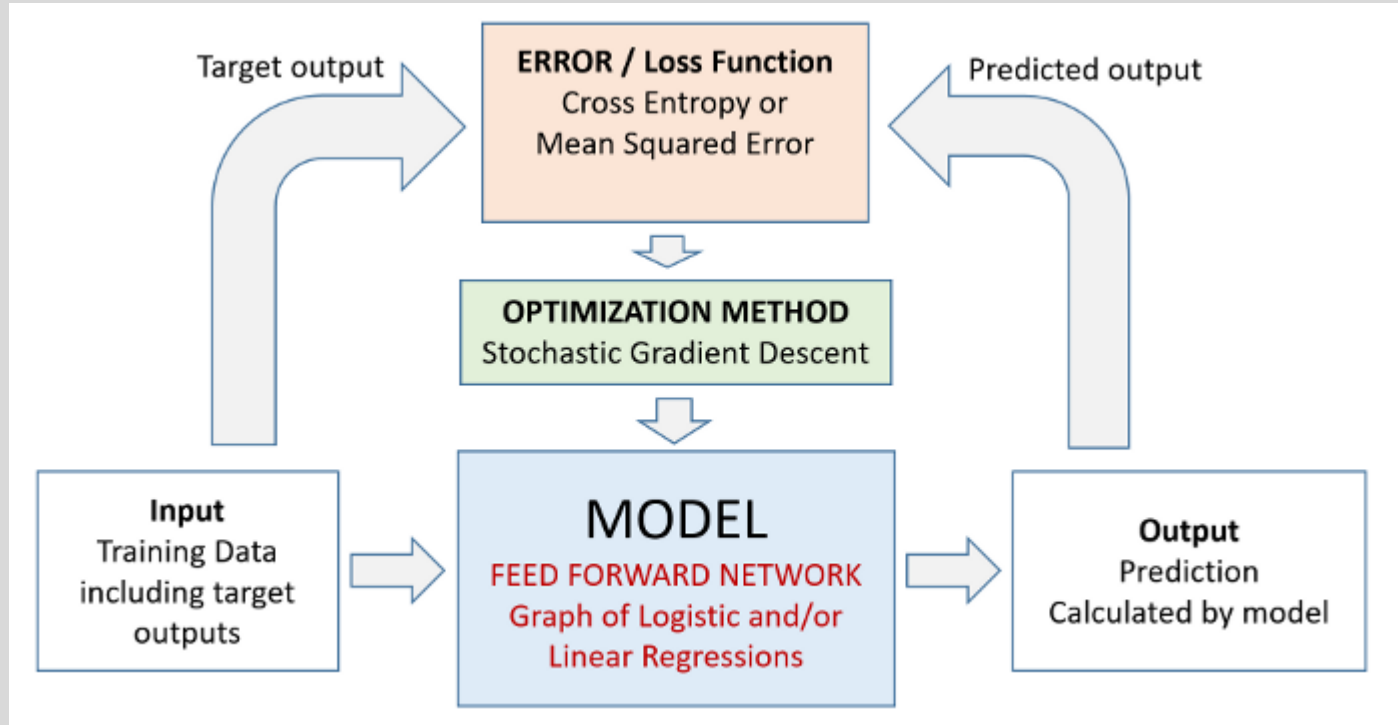 Target output
ERROR / Loss Function
Cross Entropy or
Mean Squared Error
Predicted output
OPTIMIZATION METHOD
Stochastic Gradient Descent
Input
Training Data
including target
outputs
MODEL
FEED FORWARD NETWORK
Graph of Logistic and/or
Linear Regressions
Output
Prediction
Calculated by model